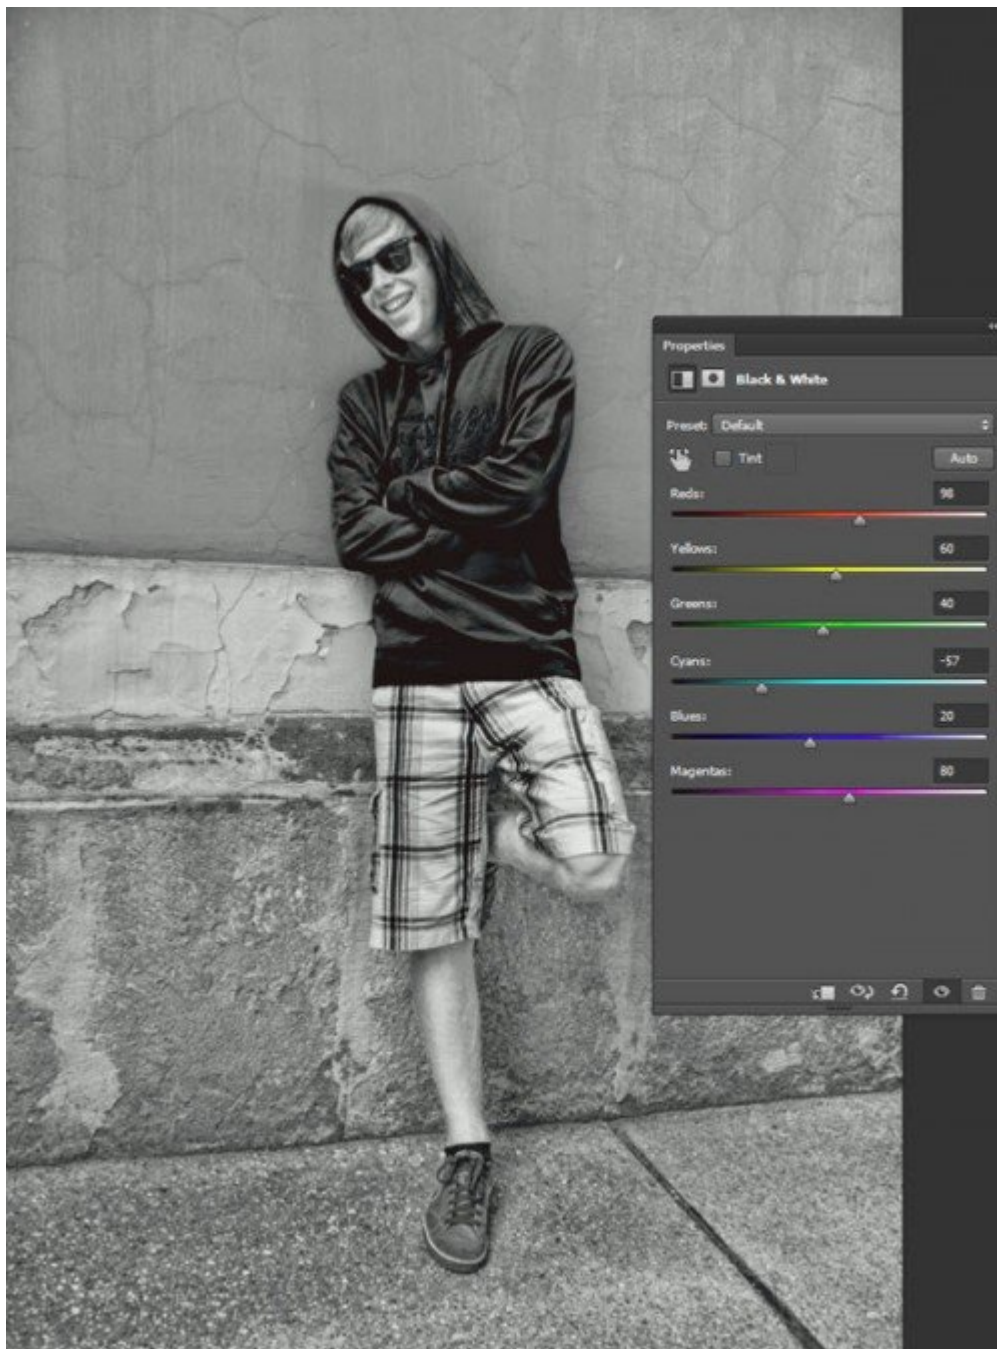 Properties
Black & White
Preset: Default
Tint Auto
Reds: 98
Yellows: 60
Greens: 40
Cyans: -57
Blues: 20
Magentas: 80